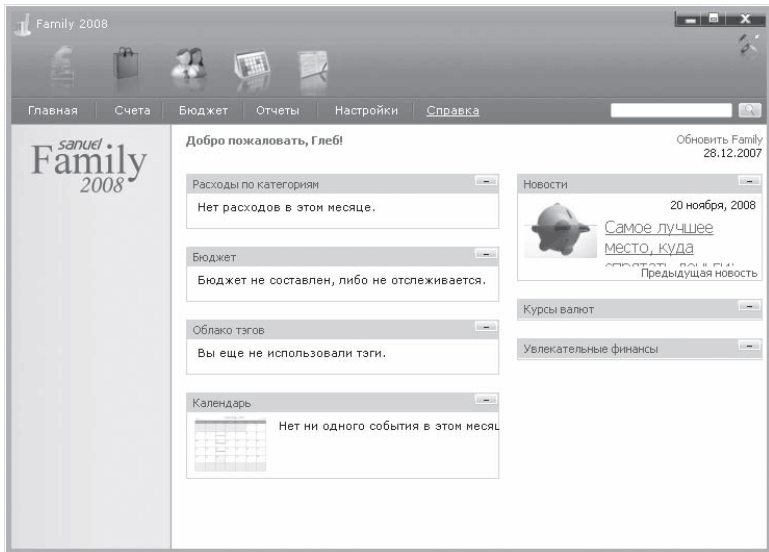 Family 2008
Главная Счета Бюджет Отчеты Настройки Справка
sanuel
Family
2008
Добро пожаловать, Глеб!
Обновить Family
28.12.2007
Расходы по категориям
Нет расходов в этом месяце.
Бюджет
Бюджет не составлен, либо не отслеживается.
Облако тэгов
Вы еще не использовали тэги.
Календарь
Нет ни одного события в этом месяц
Новости
20 ноября, 2008
Самое лучшее
место, куда
спрятать деньги:
Предыдущая новость
Курсы валют
Увлекательные финансы